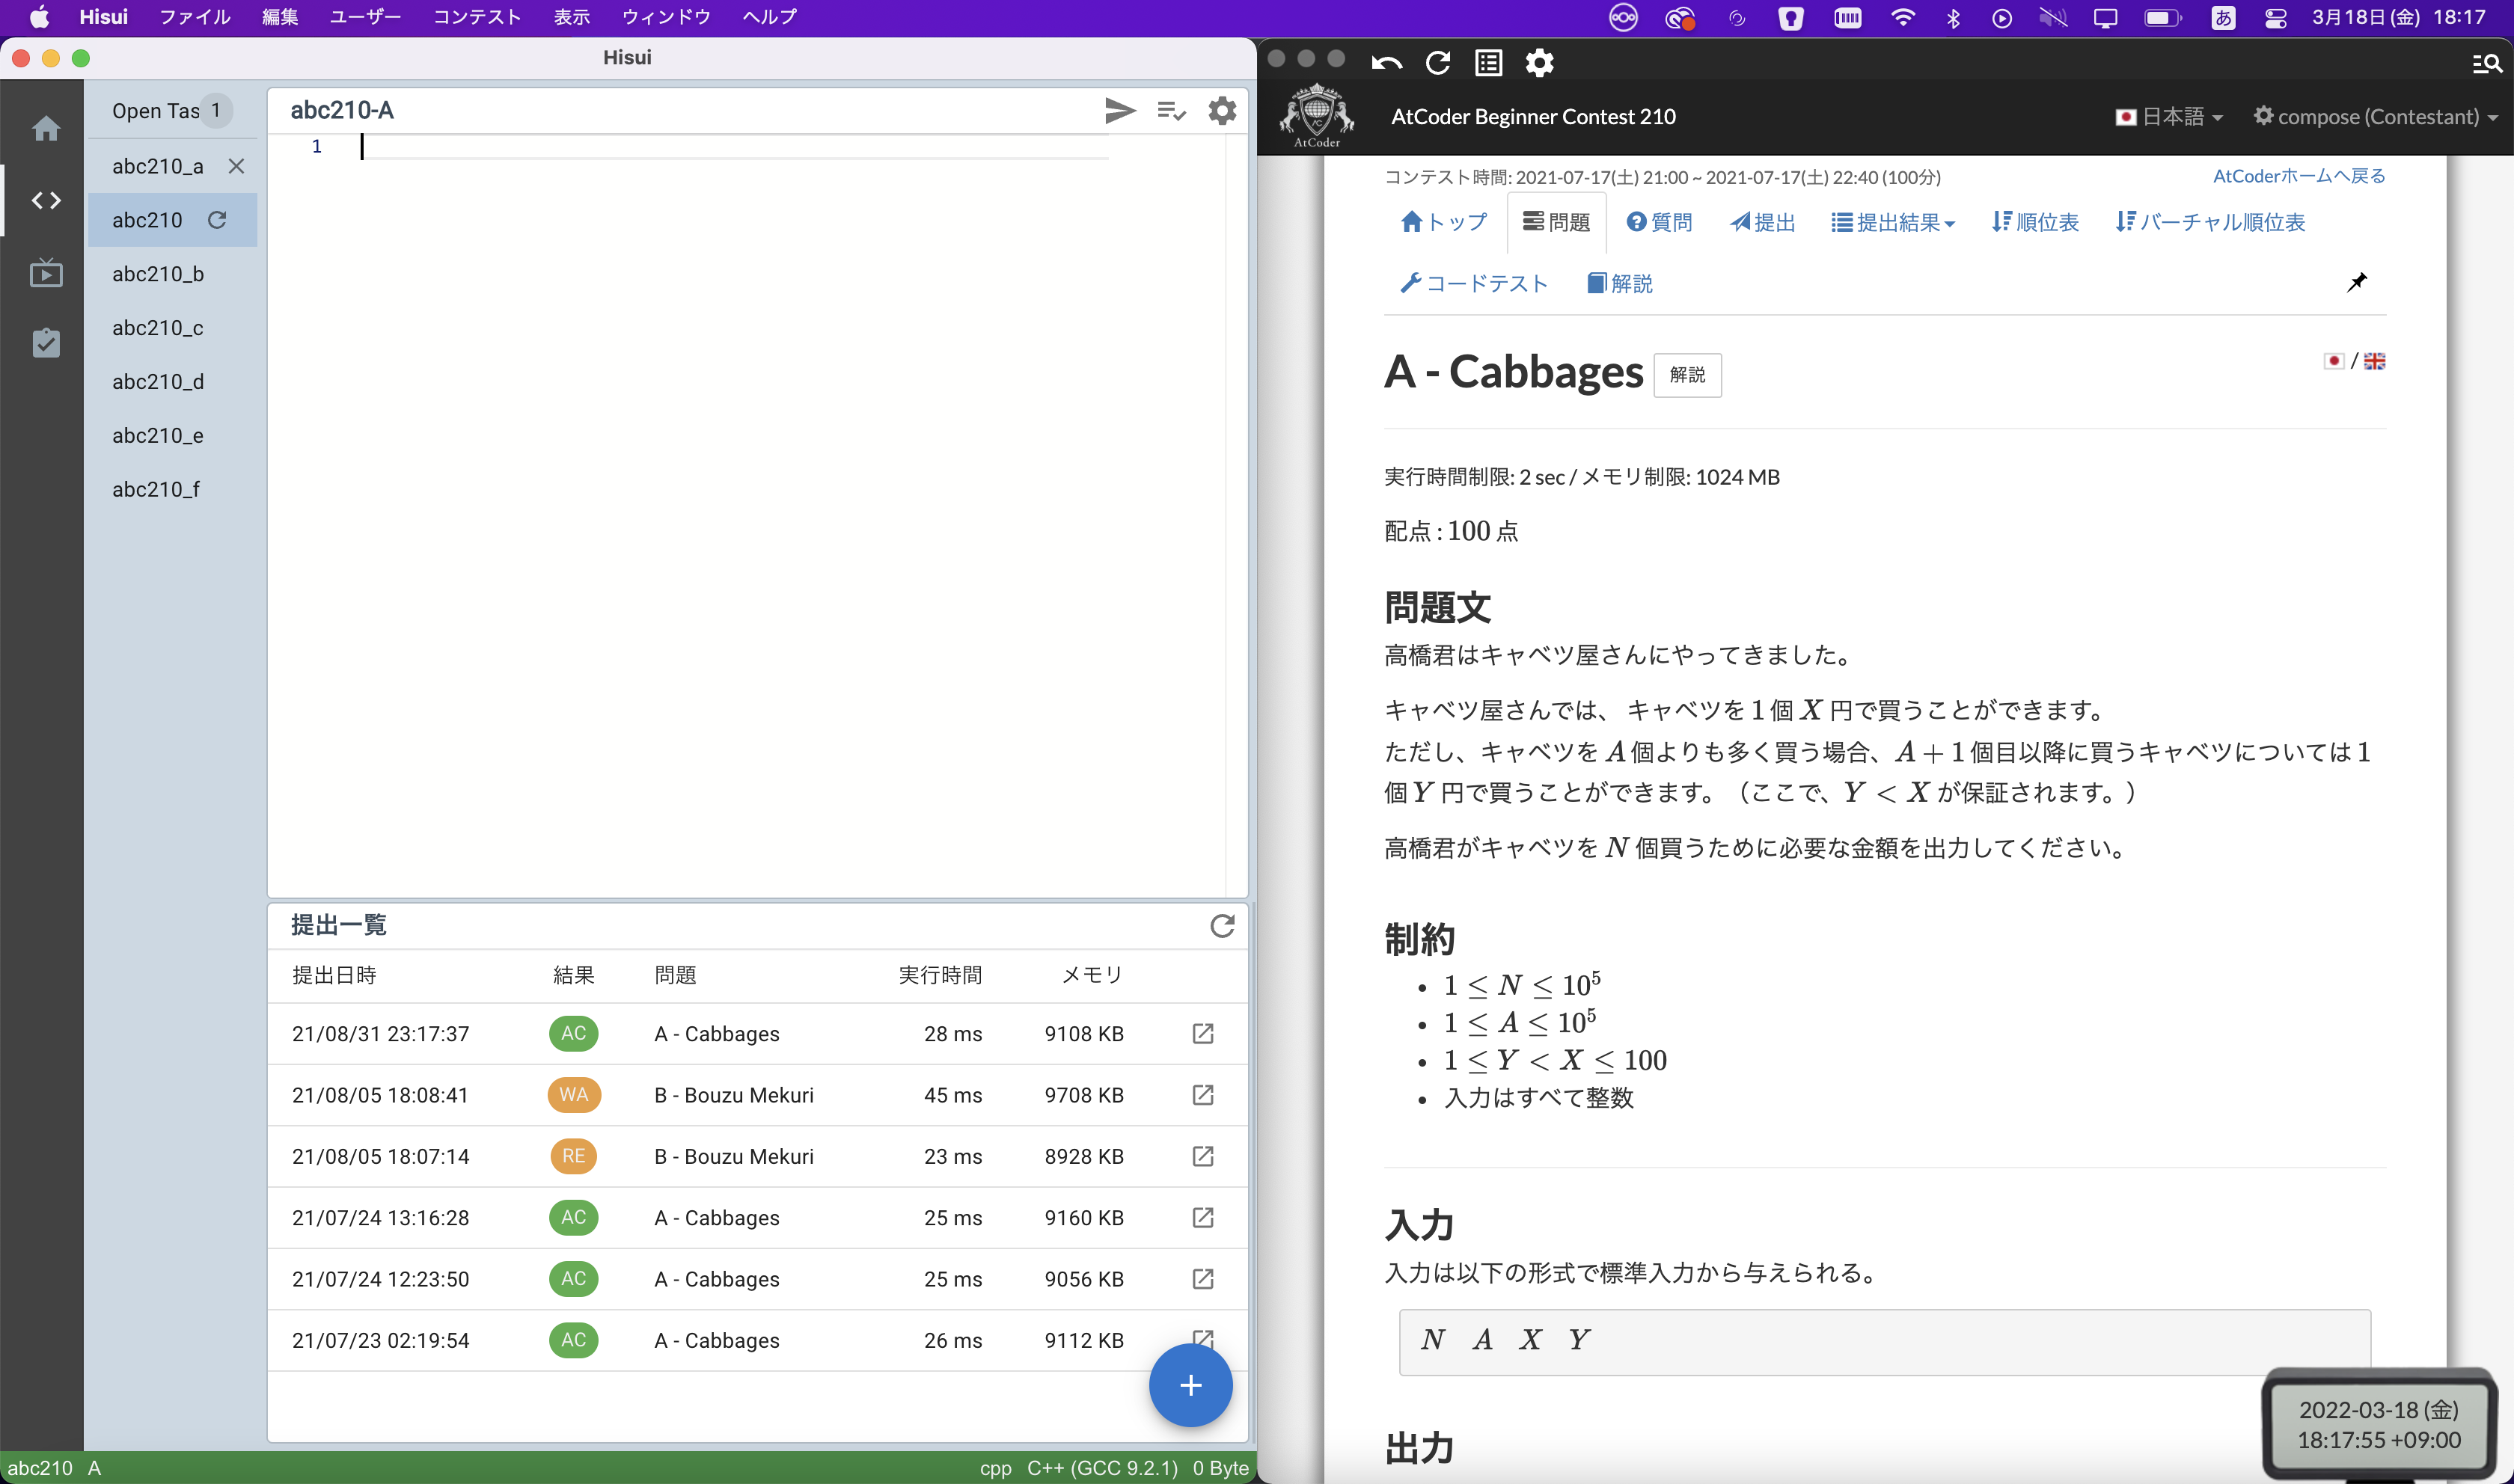 Hisui ファイル 編集 ユーザー コンテスト 表示 ウィンドウ ヘルプ
あ 3月18日(金) 18:17
Hisui
Open Tas 1
abc210_a
abc210
abc210_b
abc210_c
abc210_d
abc210_e
abc210_f
abc210-A
1
提出一覧
提出日時 結果 問題 実行時間 メモリ
21/08/31 23:17:37 AC A - Cabbages 28 ms 9108 KB
21/08/05 18:08:41 WA B - Bouzu Mekuri 45 ms 9708 KB
21/08/05 18:07:14 RE B - Bouzu Mekuri 23 ms 8928 KB
21/07/24 13:16:28 AC A - Cabbages 25 ms 9160 KB
21/07/24 12:23:50 AC A - Cabbages 25 ms 9056 KB
21/07/23 02:19:54 AC A - Cabbages 26 ms 9112 KB
+
abc210 A
cpp C++ (GCC 9.2.1) 0 Byte
AtCoder
AtCoder Beginner Contest 210
日本語
compose (Contestant)
コンテスト時間: 2021-07-17(土) 21:00 ~ 2021-07-17(土) 22:40 (100分)
AtCoderホームへ戻る
トップ 問題 質問 提出 提出結果 順位表 バーチャル順位表
コードテスト 解説
A - Cabbages 解説
/
実行時間制限: 2 sec / メモリ制限: 1024 MB
配点 : 100 点
問題文
高橋君はキャベツ屋さんにやってきました。
キャベツ屋さんでは、 キャベツを 1 個 X 円で買うことができます。
ただし、キャベツを A 個よりも多く買う場合、A + 1 個目以降に買うキャベツについては 1
個 Y 円で買うことができます。（ここで、Y < X が保証されます。）
高橋君がキャベツを N 個買うために必要な金額を出力してください。
制約
• 1 ≤ N ≤ 10⁵
• 1 ≤ A ≤ 10⁵
• 1 ≤ Y < X ≤ 100
• 入力はすべて整数
入力
入力は以下の形式で標準入力から与えられる。
N A X Y
出力
2022-03-18 (金)
18:17:55 +09:00